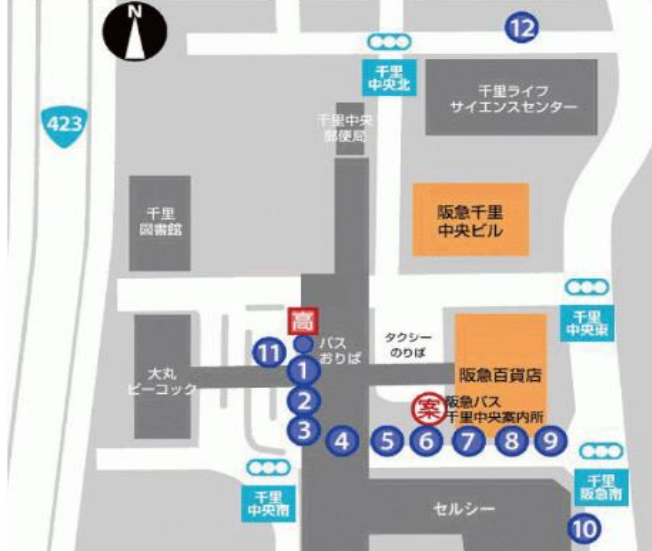 N
12
千里
中央北
千里ライフ
サイエンスセンター
423
千里中央
郵便局
千里
図書館
阪急千里
中央ビル
高
千里
中央東
バス
おりば
タクシー
のりば
11
1
大丸
ピーコック
阪急百貨店
2
案
阪急バス
千里中央案内所
3
4
5
6
7
8
9
千里
中央南
千里
阪急南
セルシー
10